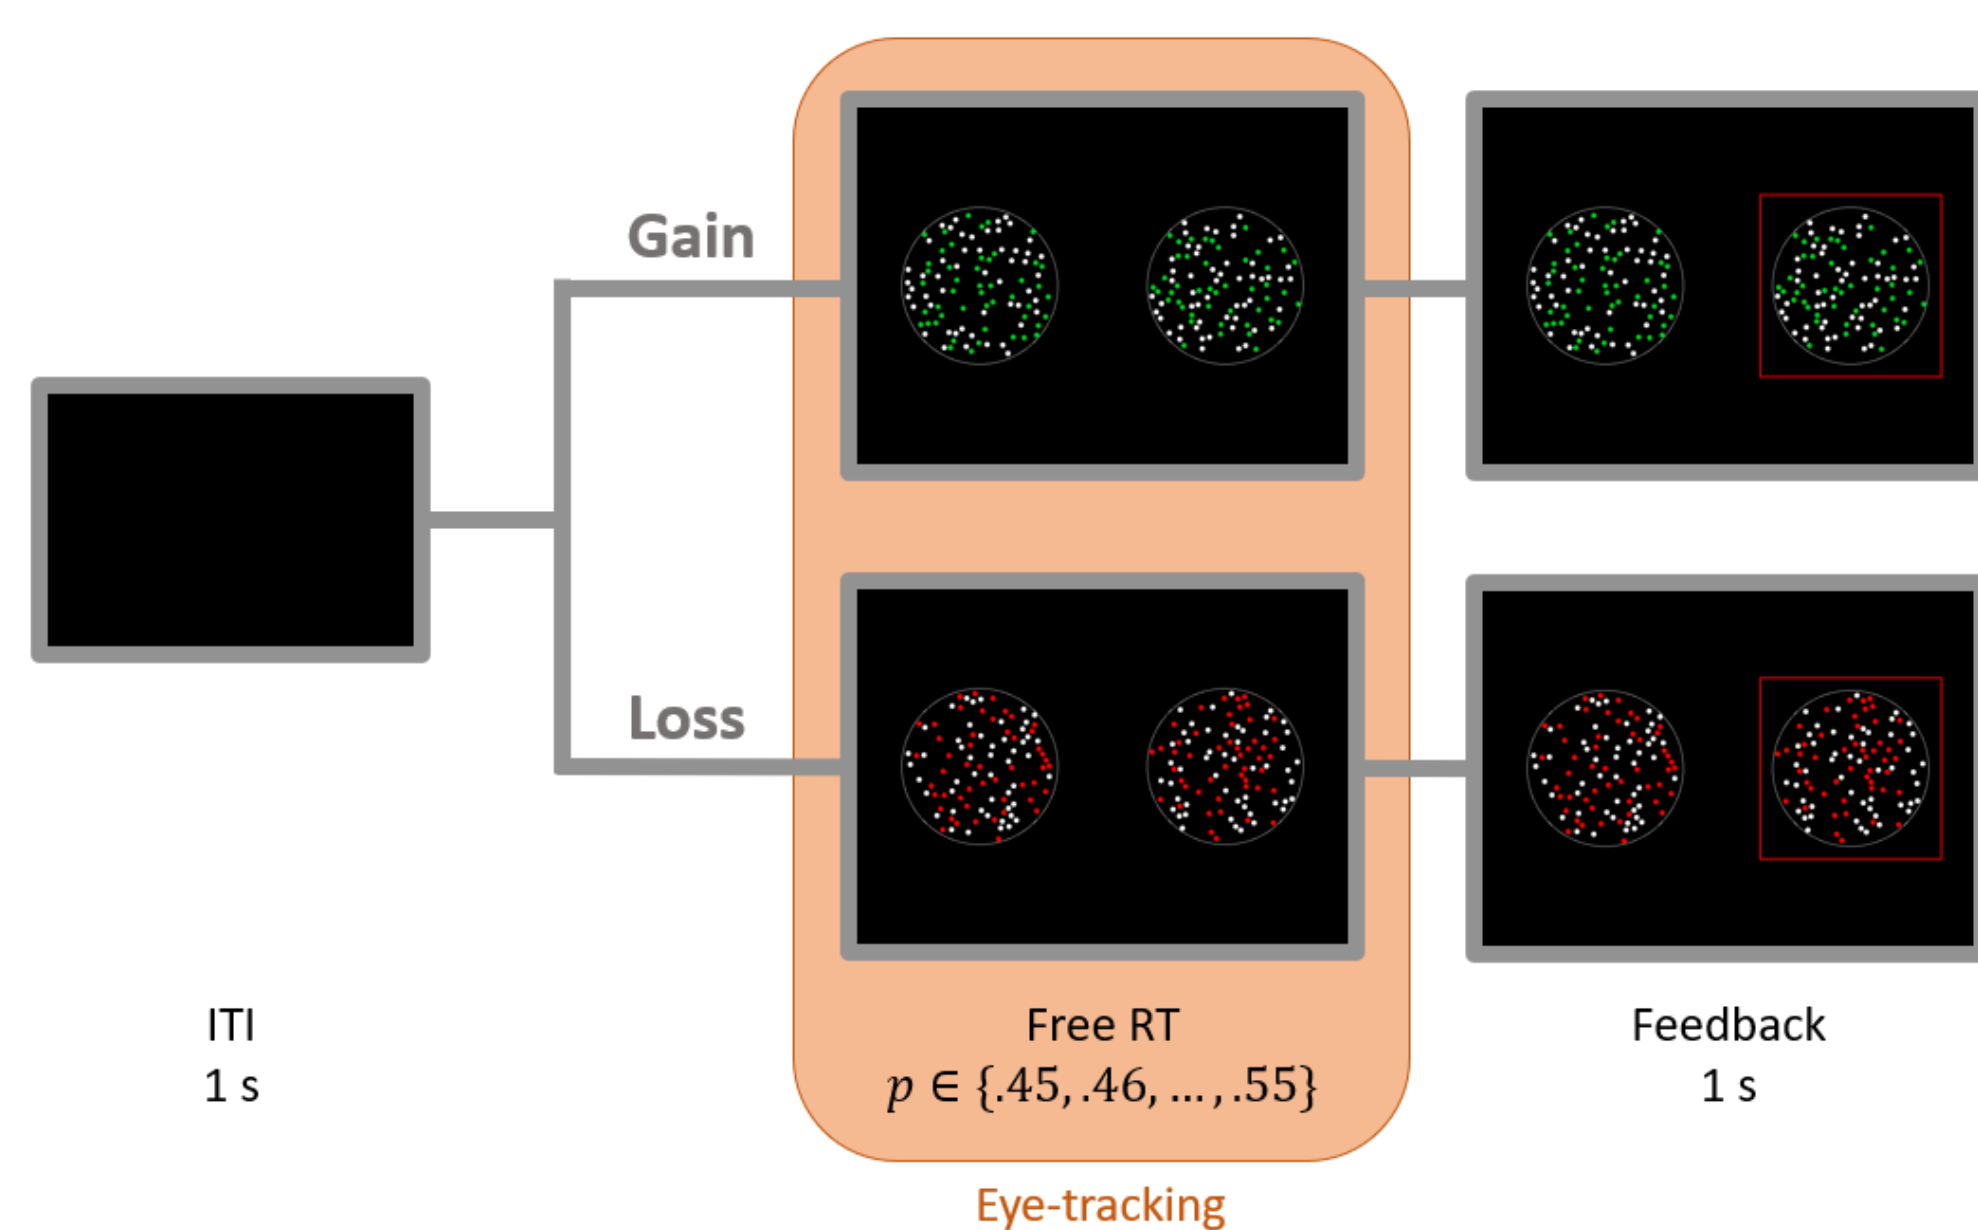 Gain
Loss
ITI
1 s
Free RT
p ∈ {.45, .46, ... , .55}
Feedback
1 s
Eye-tracking